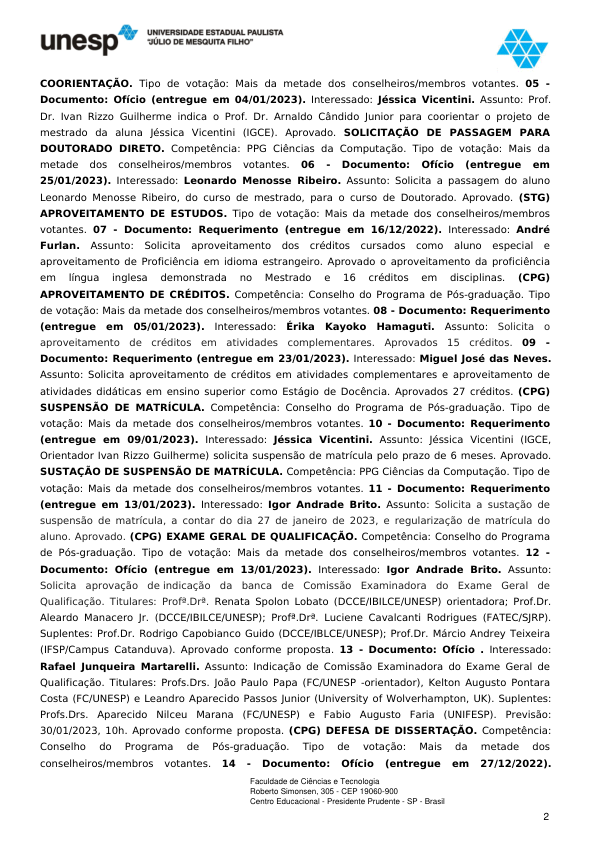 unesp
UNIVERSIDADE ESTADUAL PAULISTA
"JÚLIO DE MESQUITA FILHO"
COORIENTAÇÃO. Tipo de votação: Mais da metade dos conselheiros/membros votantes. 05 -
Documento: Ofício (entregue em 04/01/2023). Interessado: Jéssica Vicentini. Assunto: Prof.
Dr. Ivan Rizzo Guilherme indica o Prof. Dr. Arnaldo Cândido Junior para coorientar o projeto de
mestrado da aluna Jéssica Vicentini (IGCE). Aprovado. SOLICITAÇÃO DE PASSAGEM PARA
DOUTORADO DIRETO. Competência: PPG Ciências da Computação. Tipo de votação: Mais da
metade dos conselheiros/membros votantes. 06 - Documento: Ofício (entregue em
25/01/2023). Interessado: Leonardo Menosse Ribeiro. Assunto: Solicita a passagem do aluno
Leonardo Menosse Ribeiro, do curso de mestrado, para o curso de Doutorado. Aprovado. (STG)
APROVEITAMENTO DE ESTUDOS. Tipo de votação: Mais da metade dos conselheiros/membros
votantes. 07 - Documento: Requerimento (entregue em 16/12/2022). Interessado: André
Furlan. Assunto: Solicita aproveitamento dos créditos cursados como aluno especial e
aproveitamento de Proficiência em idioma estrangeiro. Aprovado o aproveitamento da proficiência
em língua inglesa demonstrada no Mestrado e 16 créditos em disciplinas. (CPG)
APROVEITAMENTO DE CRÉDITOS. Competência: Conselho do Programa de Pós-graduação. Tipo
de votação: Mais da metade dos conselheiros/membros votantes. 08 - Documento: Requerimento
(entregue em 05/01/2023). Interessado: Érika Kayoko Hamaguti. Assunto: Solicita o
aproveitamento de créditos em atividades complementares. Aprovados 15 créditos. 09 -
Documento: Requerimento (entregue em 23/01/2023). Interessado: Miguel José das Neves.
Assunto: Solicita aproveitamento de créditos em atividades complementares e aproveitamento de
atividades didáticas em ensino superior como Estágio de Docência. Aprovados 27 créditos. (CPG)
SUSPENSÃO DE MATRÍCULA. Competência: Conselho do Programa de Pós-graduação. Tipo de
votação: Mais da metade dos conselheiros/membros votantes. 10 - Documento: Requerimento
(entregue em 09/01/2023). Interessado: Jéssica Vicentini. Assunto: Jéssica Vicentini (IGCE,
Orientador Ivan Rizzo Guilherme) solicita suspensão de matrícula pelo prazo de 6 meses. Aprovado.
SUSTAÇÃO DE SUSPENSÃO DE MATRÍCULA. Competência: PPG Ciências da Computação. Tipo de
votação: Mais da metade dos conselheiros/membros votantes. 11 - Documento: Requerimento
(entregue em 13/01/2023). Interessado: Igor Andrade Brito. Assunto: Solicita a sustação de
suspensão de matrícula, a contar do dia 27 de janeiro de 2023, e regularização de matrícula do
aluno. Aprovado. (CPG) EXAME GERAL DE QUALIFICAÇÃO. Competência: Conselho do Programa
de Pós-graduação. Tipo de votação: Mais da metade dos conselheiros/membros votantes. 12 -
Documento: Ofício (entregue em 13/01/2023). Interessado: Igor Andrade Brito. Assunto:
Solicita aprovação de indicação da banca de Comissão Examinadora do Exame Geral de
Qualificação. Titulares: Profª.Drª. Renata Spolon Lobato (DCCE/IBILCE/UNESP) orientadora; Prof.Dr.
Aleardo Manacero Jr. (DCCE/IBILCE/UNESP); Profª.Drª. Luciene Cavalcanti Rodrigues (FATEC/SJRP).
Suplentes: Prof.Dr. Rodrigo Capobianco Guido (DCCE/IBILCE/UNESP); Prof.Dr. Márcio Andrey Teixeira
(IFSP/Campus Catanduva). Aprovado conforme proposta. 13 - Documento: Ofício . Interessado:
Rafael Junqueira Martarelli. Assunto: Indicação de Comissão Examinadora do Exame Geral de
Qualificação. Titulares: Profs.Drs. João Paulo Papa (FC/UNESP -orientador), Kelton Augusto Pontara
Costa (FC/UNESP) e Leandro Aparecido Passos Junior (University of Wolverhampton, UK). Suplentes:
Profs.Drs. Aparecido Nilceu Marana (FC/UNESP) e Fabio Augusto Faria (UNIFESP). Previsão:
30/01/2023, 10h. Aprovado conforme proposta. (CPG) DEFESA DE DISSERTAÇÃO. Competência:
Conselho do Programa de Pós-graduação. Tipo de votação: Mais da metade dos
conselheiros/membros votantes. 14 - Documento: Ofício (entregue em 27/12/2022).
Faculdade de Ciências e Tecnologia
Roberto Simonsen, 305 - CEP 19060-900
Centro Educacional - Presidente Prudente - SP - Brasil
2